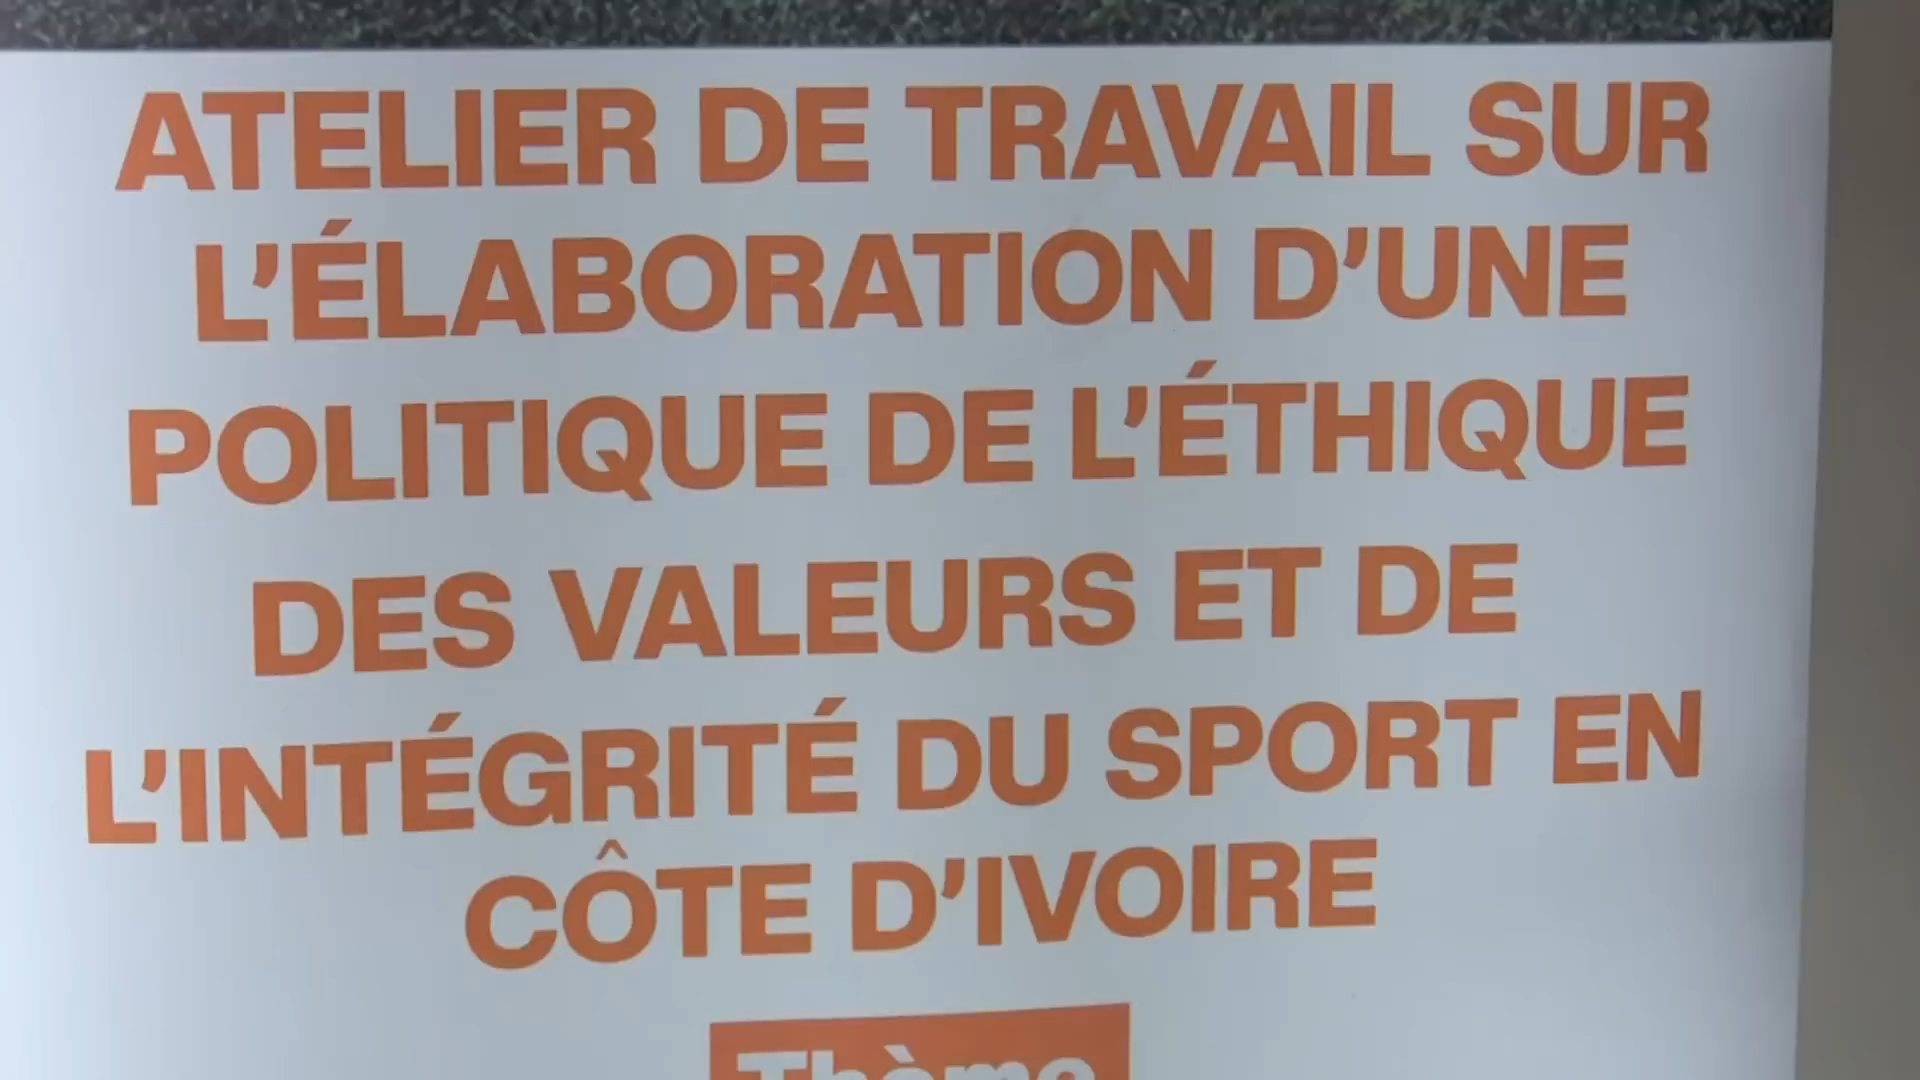 ATELIER DE TRAVAIL SUR
L'ÉLABORATION D'UNE
POLITIQUE DE L'ÉTHIQUE
DES VALEURS ET DE
L'INTÉGRITÉ DU SPORT EN
CÔTE D'IVOIRE
Thème